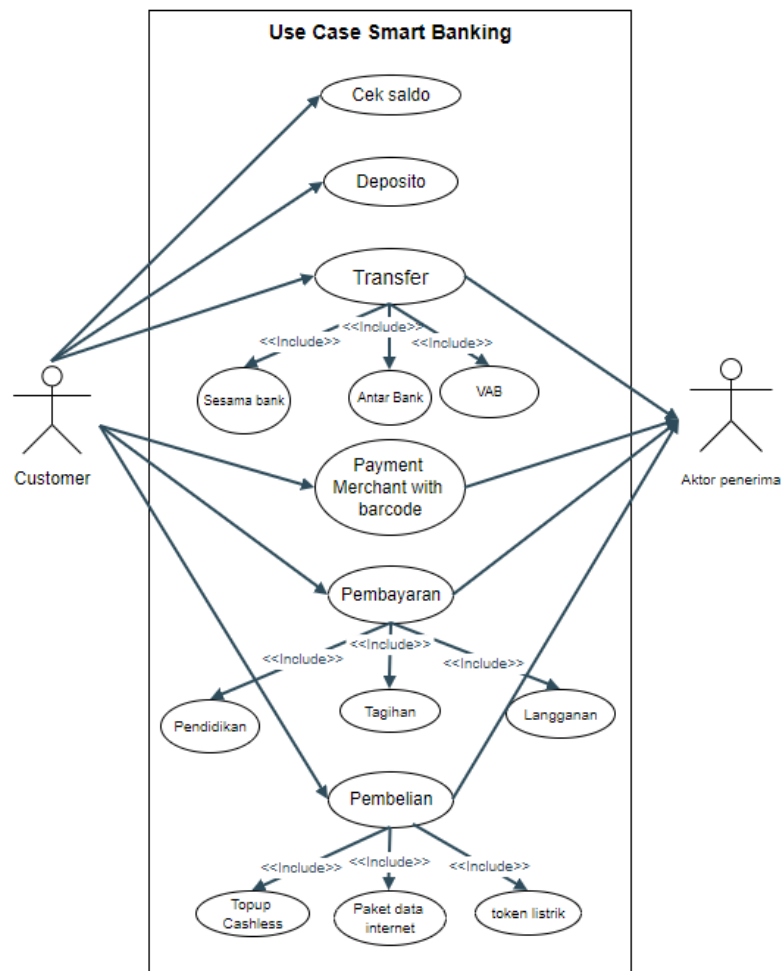 Use Case Smart Banking
Cek saldo
Deposito
Transfer
<<Include>>
<<Include>>
<<Include>>
Sesama bank
Antar Bank
VAB
Customer
Aktor penerima
Payment
Merchant with
barcode
Pembayaran
<<Include>>
<<Include>>
<<Include>>
Pendidikan
Tagihan
Langganan
Pembelian
<<Include>>
<<Include>>
<<Include>>
Topup
Cashless
Paket data
internet
token listrik